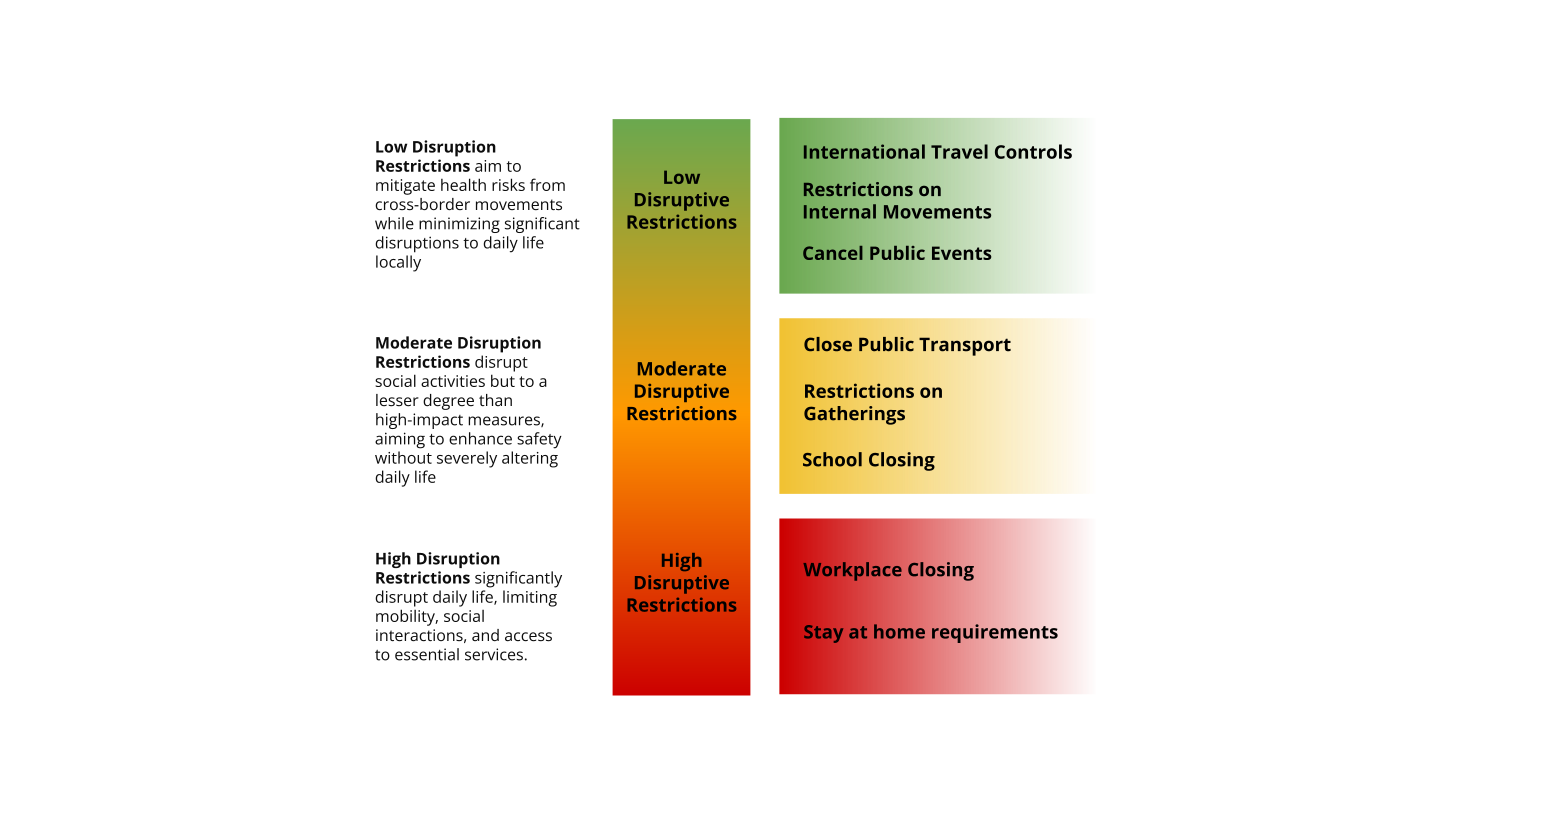 Low Disruption
Restrictions aim to
mitigate health risks from
cross-border movements
while minimizing significant
disruptions to daily life
locally
Low
Disruptive
Restrictions
International Travel Controls
Restrictions on
Internal Movements
Cancel Public Events
Moderate Disruption
Restrictions disrupt
social activities but to a
lesser degree than
high-impact measures,
aiming to enhance safety
without severely altering
daily life
Moderate
Disruptive
Restrictions
Close Public Transport
Restrictions on
Gatherings
School Closing
High Disruption
Restrictions significantly
disrupt daily life, limiting
mobility, social
interactions, and access
to essential services.
High
Disruptive
Restrictions
Workplace Closing
Stay at home requirements